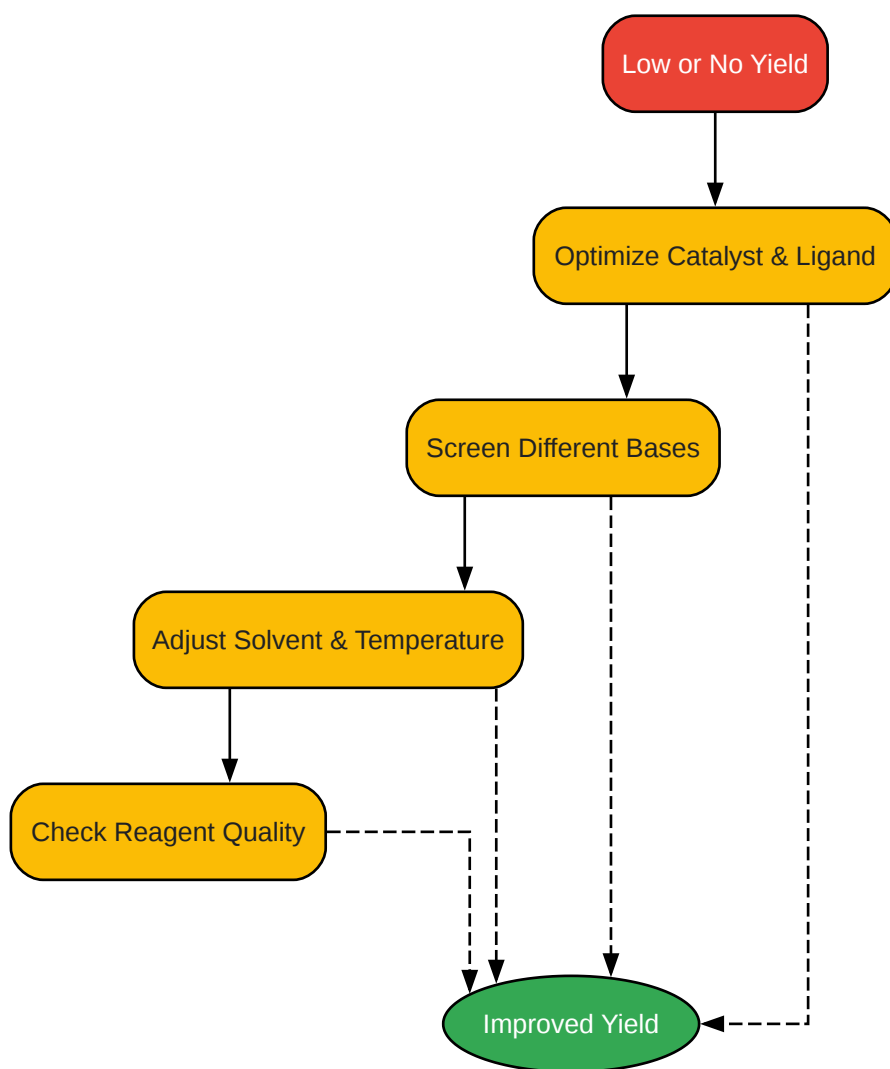 Low or No Yield
Optimize Catalyst & Ligand
Screen Different Bases
Adjust Solvent & Temperature
Check Reagent Quality
Improved Yield